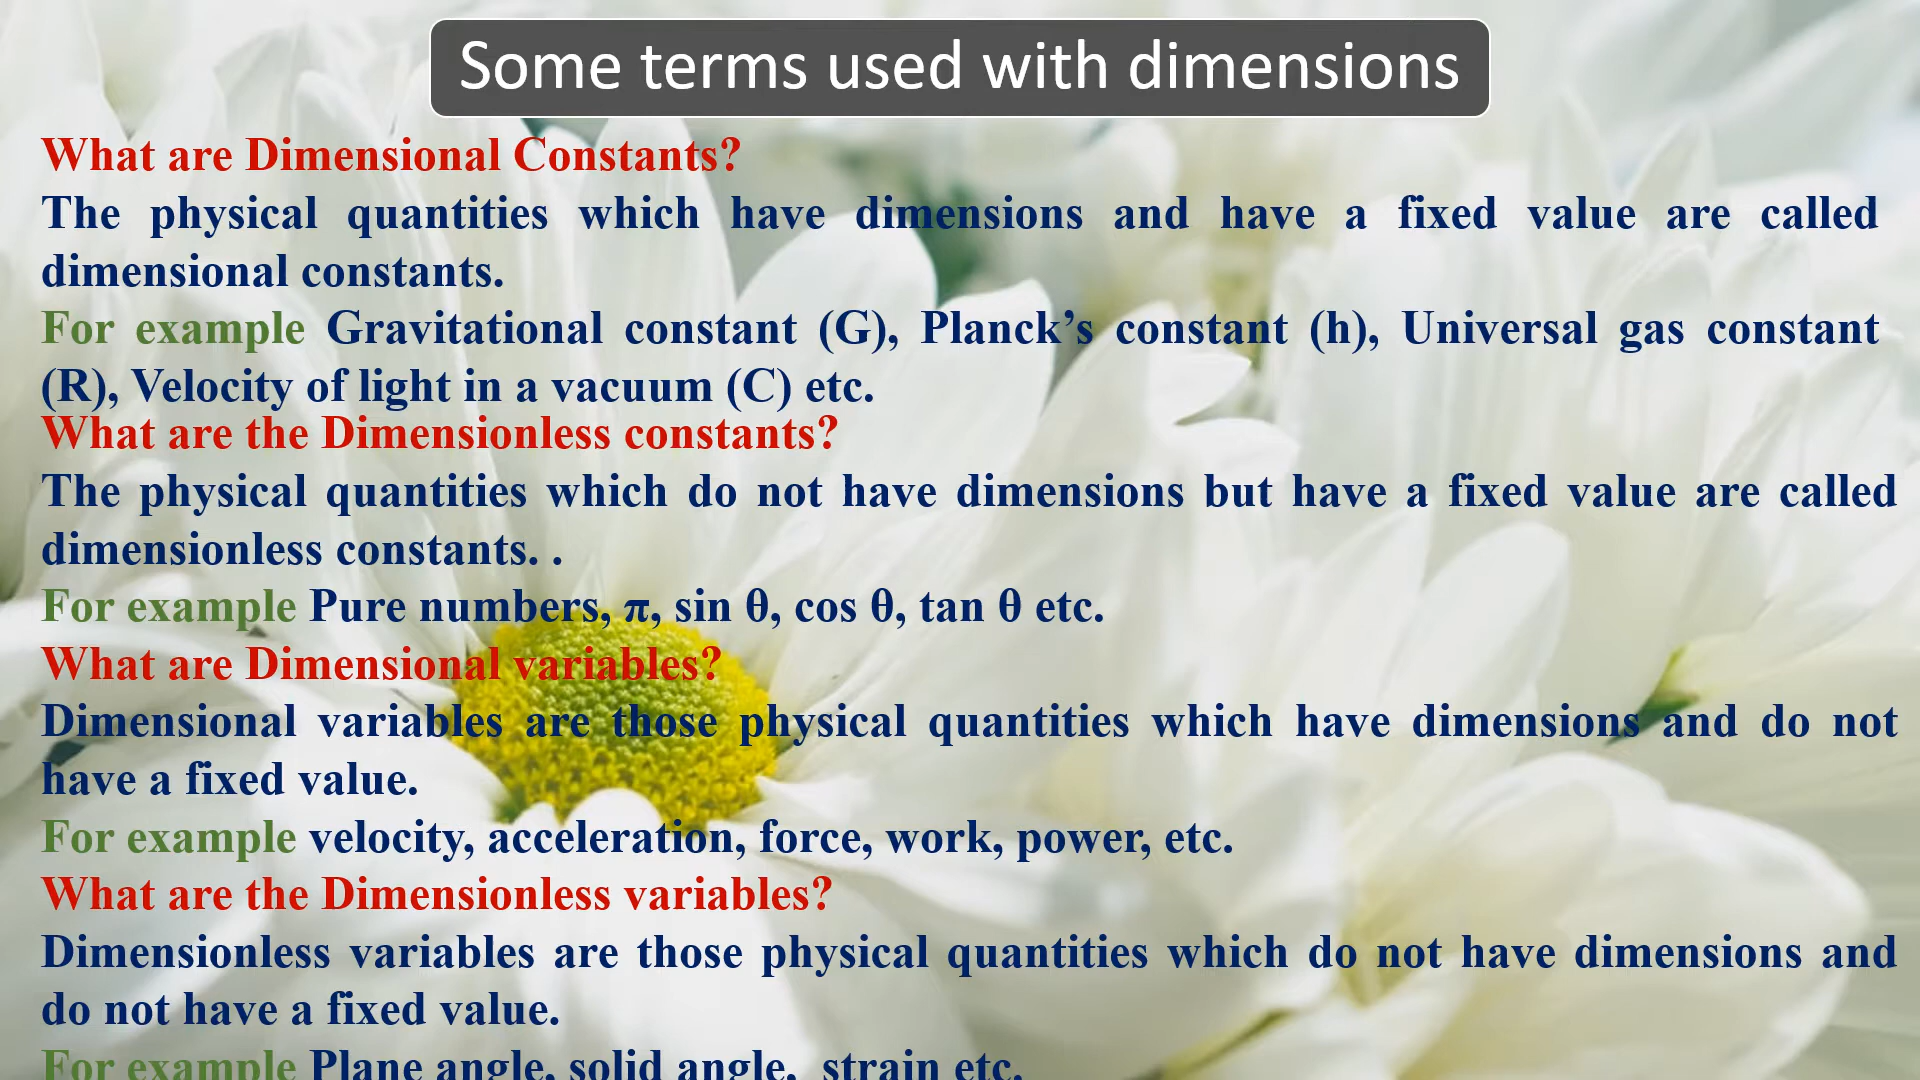 Some terms used with dimensions
What are Dimensional Constants?
The physical quantities which have dimensions and have a fixed value are called
dimensional constants.
For example Gravitational constant (G), Planck’s constant (h), Universal gas constant
(R), Velocity of light in a vacuum (C) etc.
What are the Dimensionless constants?
The physical quantities which do not have dimensions but have a fixed value are called
dimensionless constants. .
For example Pure numbers, π, sin θ, cos θ, tan θ etc.
What are Dimensional variables?
Dimensional variables are those physical quantities which have dimensions and do not
have a fixed value.
For example velocity, acceleration, force, work, power, etc.
What are the Dimensionless variables?
Dimensionless variables are those physical quantities which do not have dimensions and
do not have a fixed value.
For example Plane angle, solid angle, strain etc.